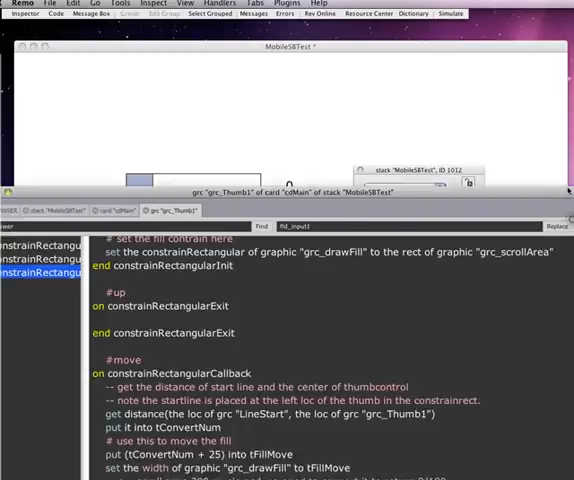 Remo File Edit Go Tools Inspect View Handlers Tabs Plugins Help
Inspector Code Message Box Group Edit Group Select Grouped Messages Errors Rev Online Resource Center Dictionary Simulate
MobileSBTest *
stack "MobileSBTest", ID 1012
0
grc "grc_Thumb1" of card "cdMain" of stack "MobileSBTest"
stack "MobileSBTest" card "cdMain" grc "grc_Thumb1"
Find fld_input1 Replace
onstrainRectangu
onstrainRectangu
onstrainRectangu
# set the fill contrain here
set the constrainRectangular of graphic "grc_drawFill" to the rect of graphic "grc_scrollArea"
end constrainRectangularInit
#up
on constrainRectangularExit
end constrainRectangularExit
#move
on constrainRectangularCallback
-- get the distance of start line and the center of thumbcontrol
-- note the startline is placed at the left loc of the thumb in the constrainrect.
get distance(the loc of grc "LineStart", the loc of grc "grc_Thumb1")
put it into tConvertNum
# use this to move the fill
put (tConvertNum + 25) into tFillMove
set the width of graphic "grc_drawFill" to tFillMove